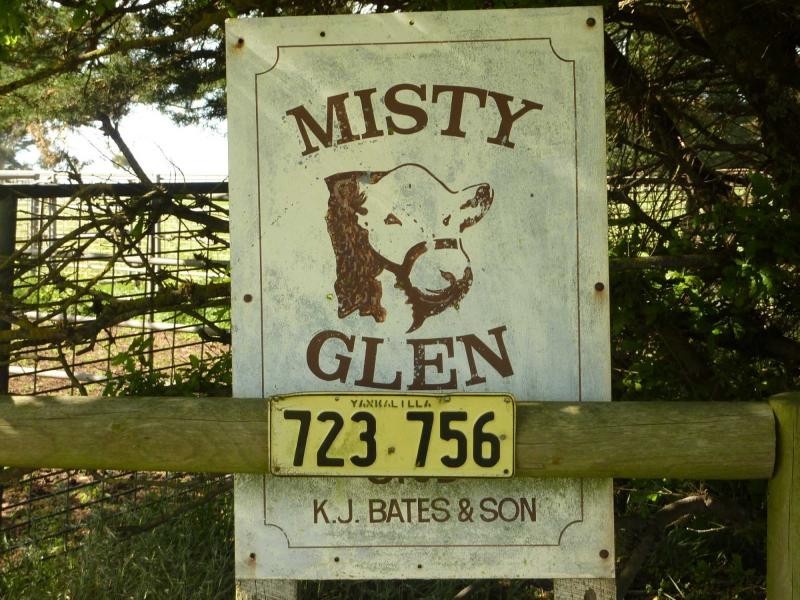 MISTY
GLEN
YANKALILLA
723 756
K.J. BATES & SON